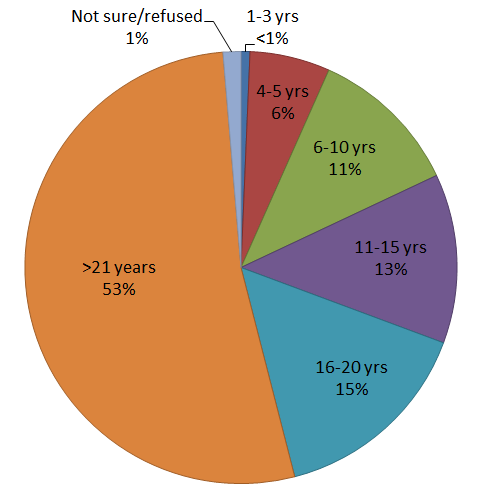 Not sure/refused
1%
1-3 yrs
<1%
4-5 yrs
6%
6-10 yrs
11%
11-15 yrs
13%
16-20 yrs
15%
>21 years
53%